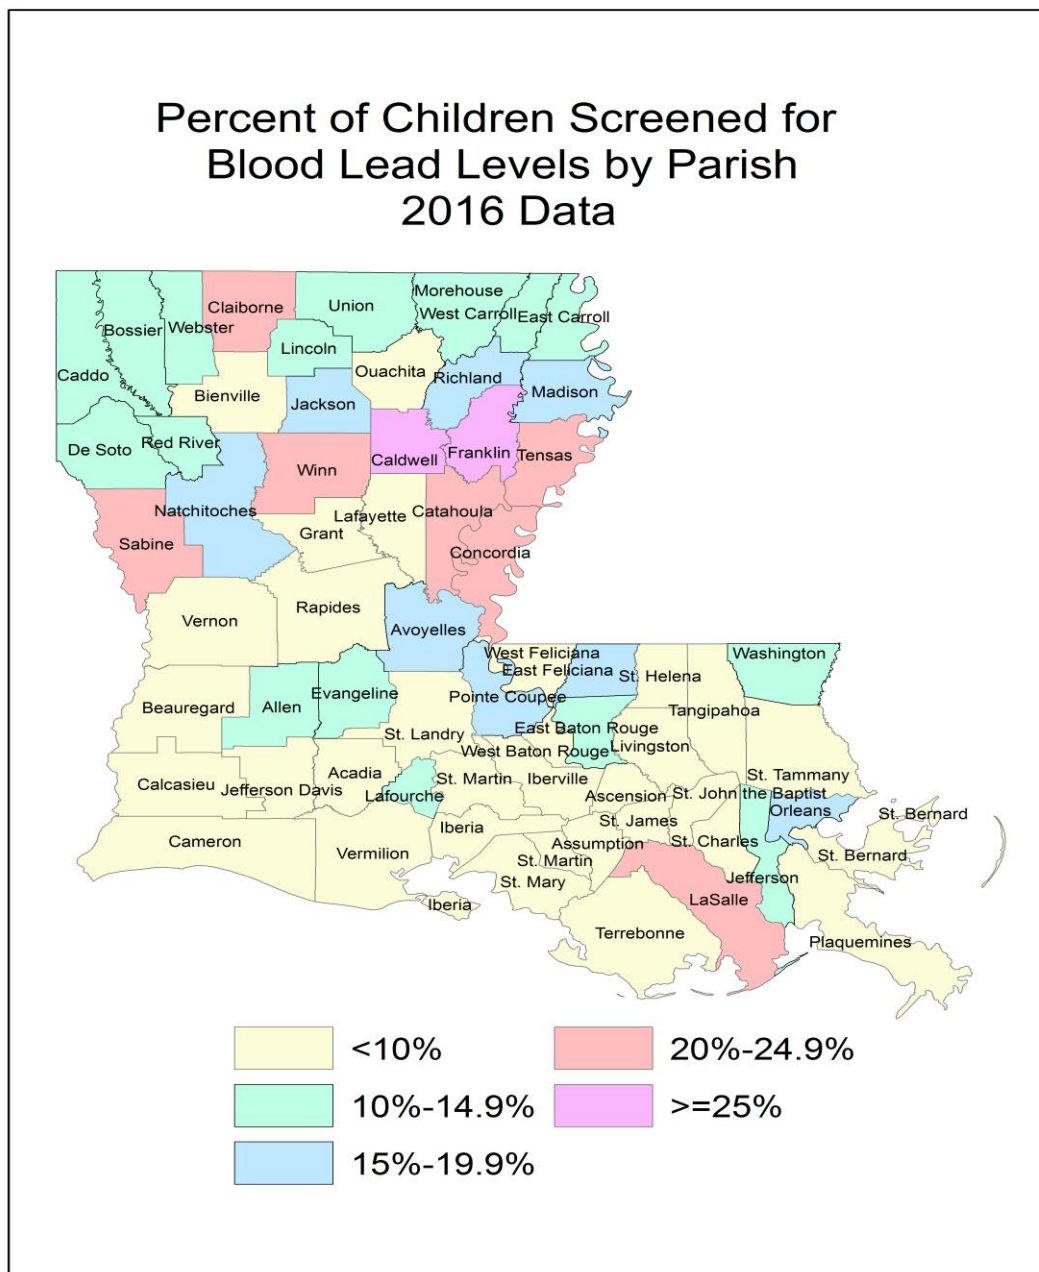 Percent of Children Screened for
Blood Lead Levels by Parish
2016 Data
Claiborne
Union
Morehouse
West Carroll
East Carroll
Bossier
Webster
Lincoln
Caddo
Ouachita
Richland
Madison
Bienville
Jackson
De Soto
Red River
Winn
Caldwell
Franklin
Tensas
Natchitoches
Lafayette
Catahoula
Sabine
Grant
Concordia
Vernon
Rapides
Avoyelles
West Feliciana
Washington
East Feliciana
St. Helena
Evangeline
Pointe Coupee
Beauregard
Allen
Tangipahoa
St. Landry
East Baton Rouge
West Baton Rouge
Livingston
Calcasieu
Jefferson Davis
Acadia
St. Martin
Iberville
St. Tammany
Lafourche
Ascension
St. John the Baptist
Orleans
St. Bernard
Cameron
Vermilion
Iberia
St. James
Assumption
St. Charles
St. Bernard
St. Martin
St. Mary
Jefferson
Iberia
LaSalle
Terrebonne
Plaquemines
<10%
10%-14.9%
15%-19.9%
20%-24.9%
>=25%